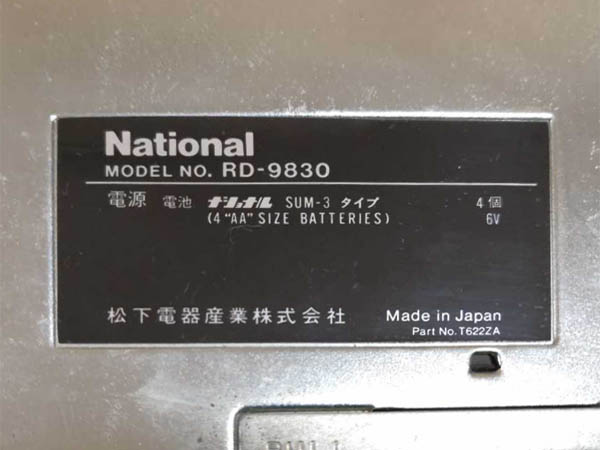 National
MODEL NO. RD-9830
電源 電池 ナショナル SUM-3 タイプ 4個
(4 "AA" SIZE BATTERIES) 6V
松下電器産業株式会社 Made in Japan
Part No. T622ZA